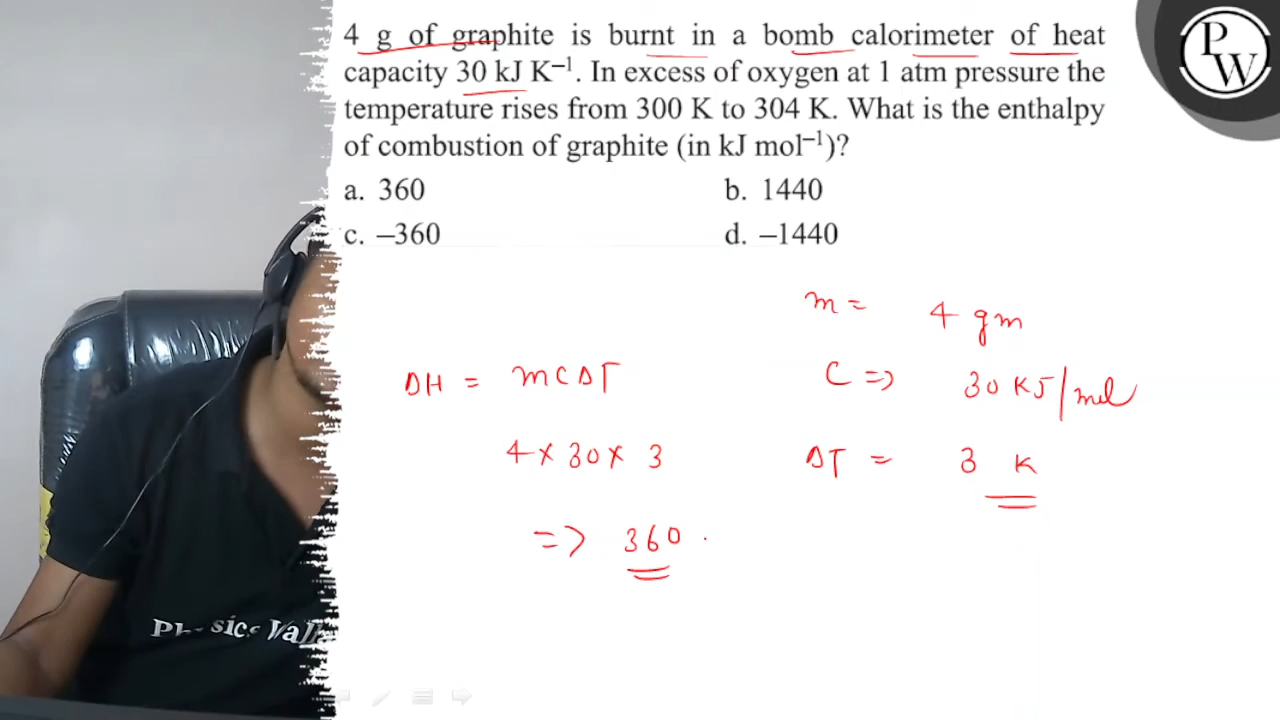 4 g of graphite is burnt in a bomb calorimeter of heat
capacity 30 kJ K⁻¹. In excess of oxygen at 1 atm pressure the
temperature rises from 300 K to 304 K. What is the enthalpy
of combustion of graphite (in kJ mol⁻¹)?
a. 360 b. 1440
c. –360 d. –1440
PW
m = 4 gm
ΔH = mCΔT
C => 30 KJ/mol
4 x 30 x 3
ΔT = 3 K
=> 360
Physics Wall